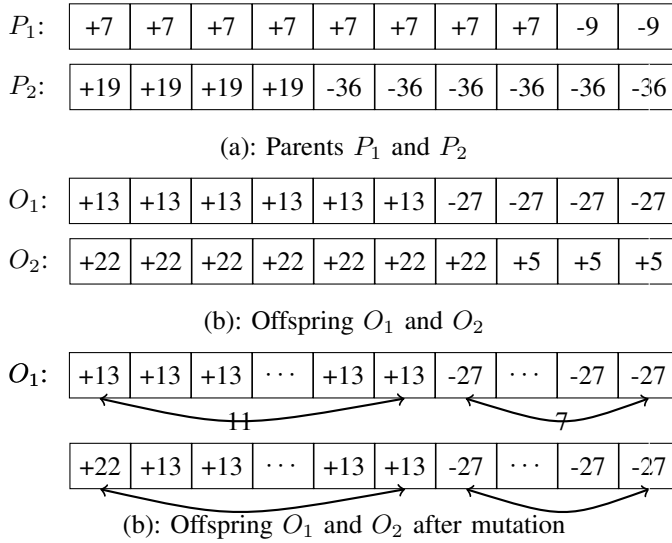 P1: +7 +7 +7 +7 +7 +7 +7 +7 -9 -9
P2: +19 +19 +19 +19 -36 -36 -36 -36 -36 -36
(a): Parents P1 and P2
O1: +13 +13 +13 +13 +13 +13 -27 -27 -27 -27
O2: +22 +22 +22 +22 +22 +22 +22 +5 +5 +5
(b): Offspring O1 and O2
O1: +13 +13 +13 ··· +13 +13 -27 ··· -27 -27
11 7
+22 +13 +13 ··· +13 +13 -27 ··· -27 -27
(b): Offspring O1 and O2 after mutation